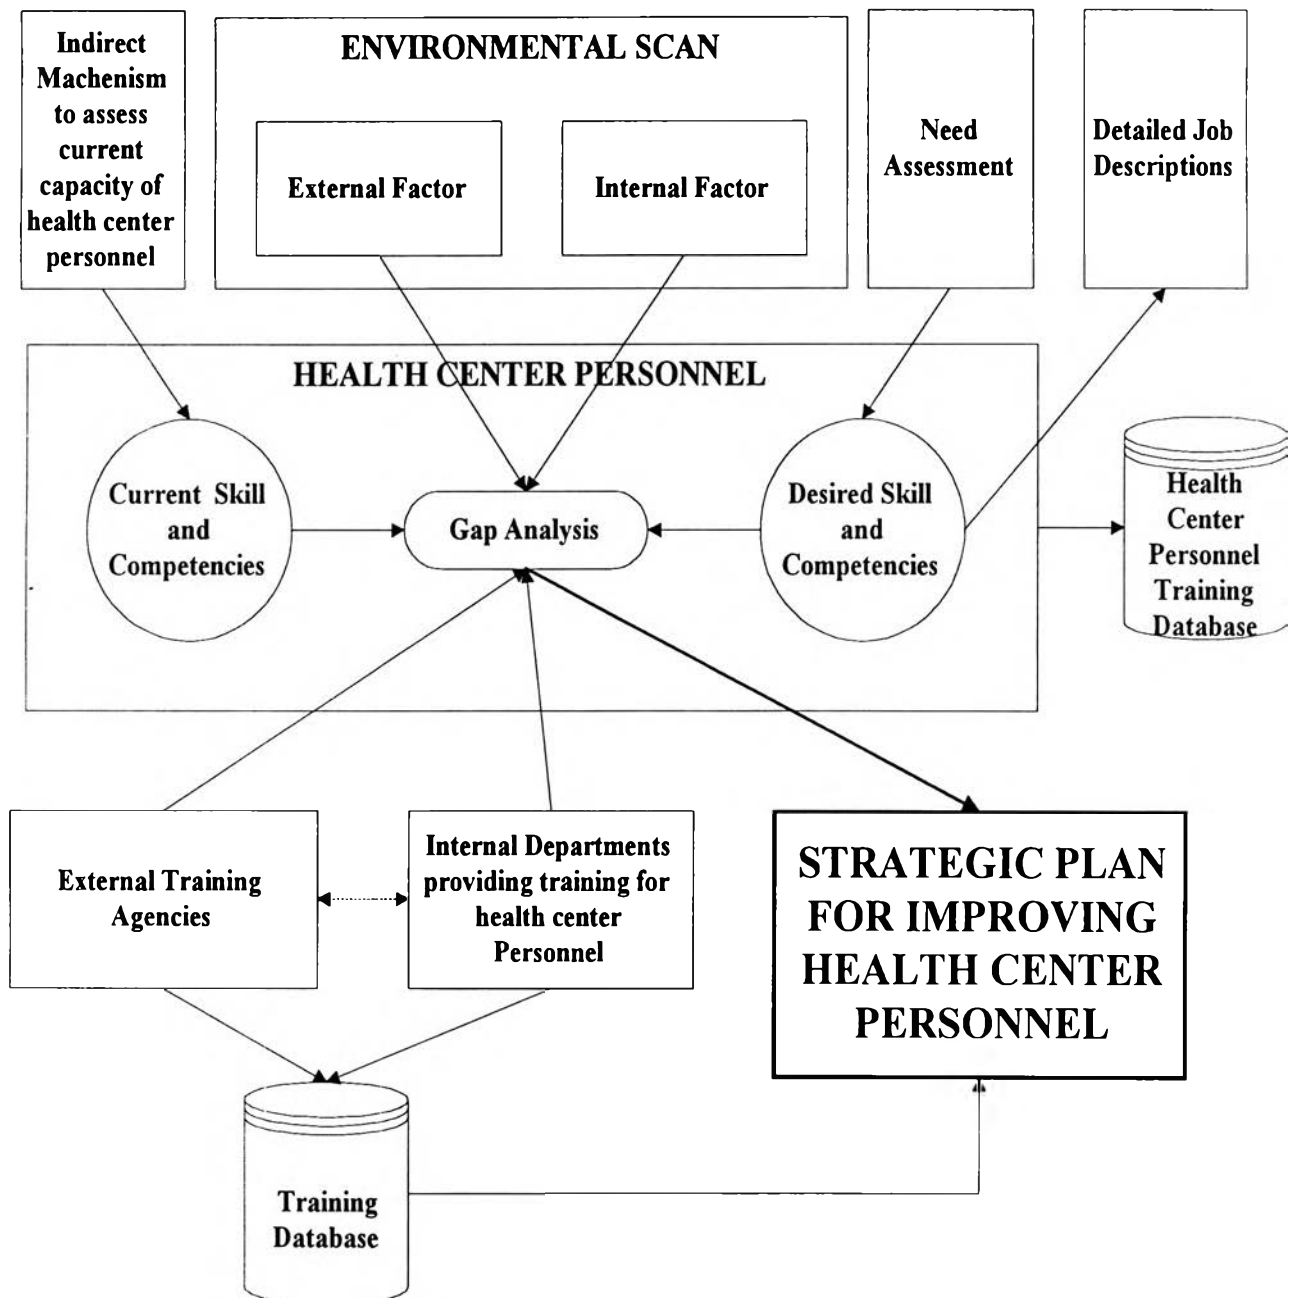 Indirect
Machenism
to assess
current
capacity of
health center
personnel
ENVIRONMENTAL SCAN
External Factor
Internal Factor
Need
Assessment
Detailed Job
Descriptions
HEALTH CENTER PERSONNEL
Current Skill
and
Competencies
Gap Analysis
Desired Skill
and
Competencies
Health
Center
Personnel
Training
Database
External Training
Agencies
Internal Departments
providing training for
health center
Personnel
STRATEGIC PLAN
FOR IMPROVING
HEALTH CENTER
PERSONNEL
Training
Database